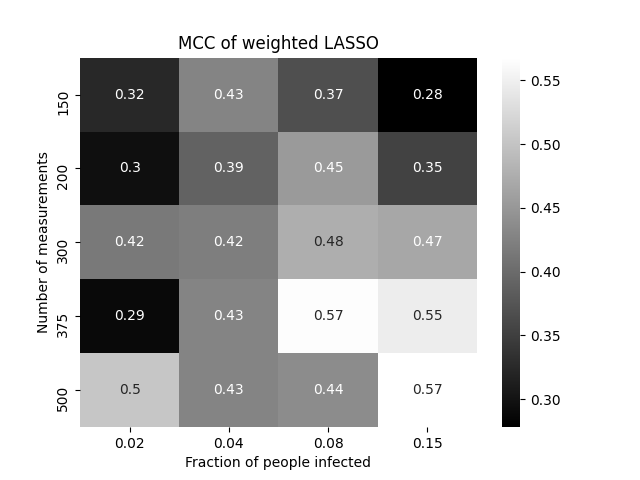 MCC of weighted LASSO
Number of measurements
150 0.32 0.43 0.37 0.28
200 0.3 0.39 0.45 0.35
300 0.42 0.42 0.48 0.47
375 0.29 0.43 0.57 0.55
500 0.5 0.43 0.44 0.57
0.02 0.04 0.08 0.15
Fraction of people infected
0.55
0.50
0.45
0.40
0.35
0.30